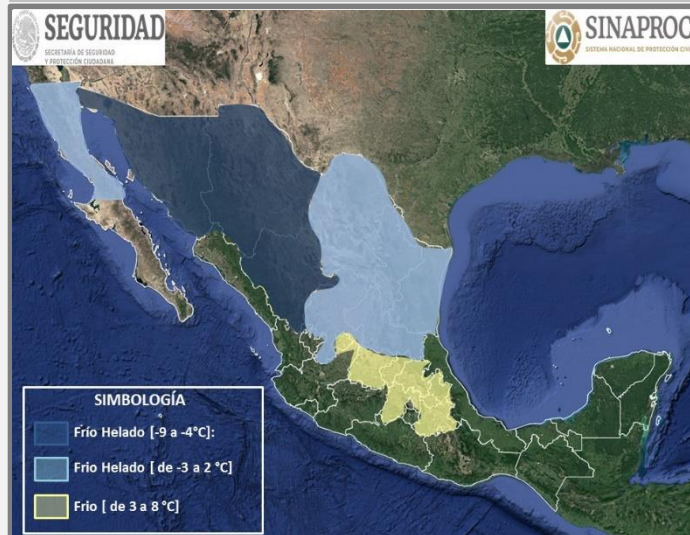 SEGURIDAD
SECRETARÍA DE SEGURIDAD
Y PROTECCIÓN CIUDADANA
SINAPROC
SISTEMA NACIONAL DE PROTECCIÓN CIV
SIMBOLOGÍA
Frío Helado [-9 a -4°C]:
Frio Helado [ de -3 a 2 °C]
Frio [ de 3 a 8 °C]